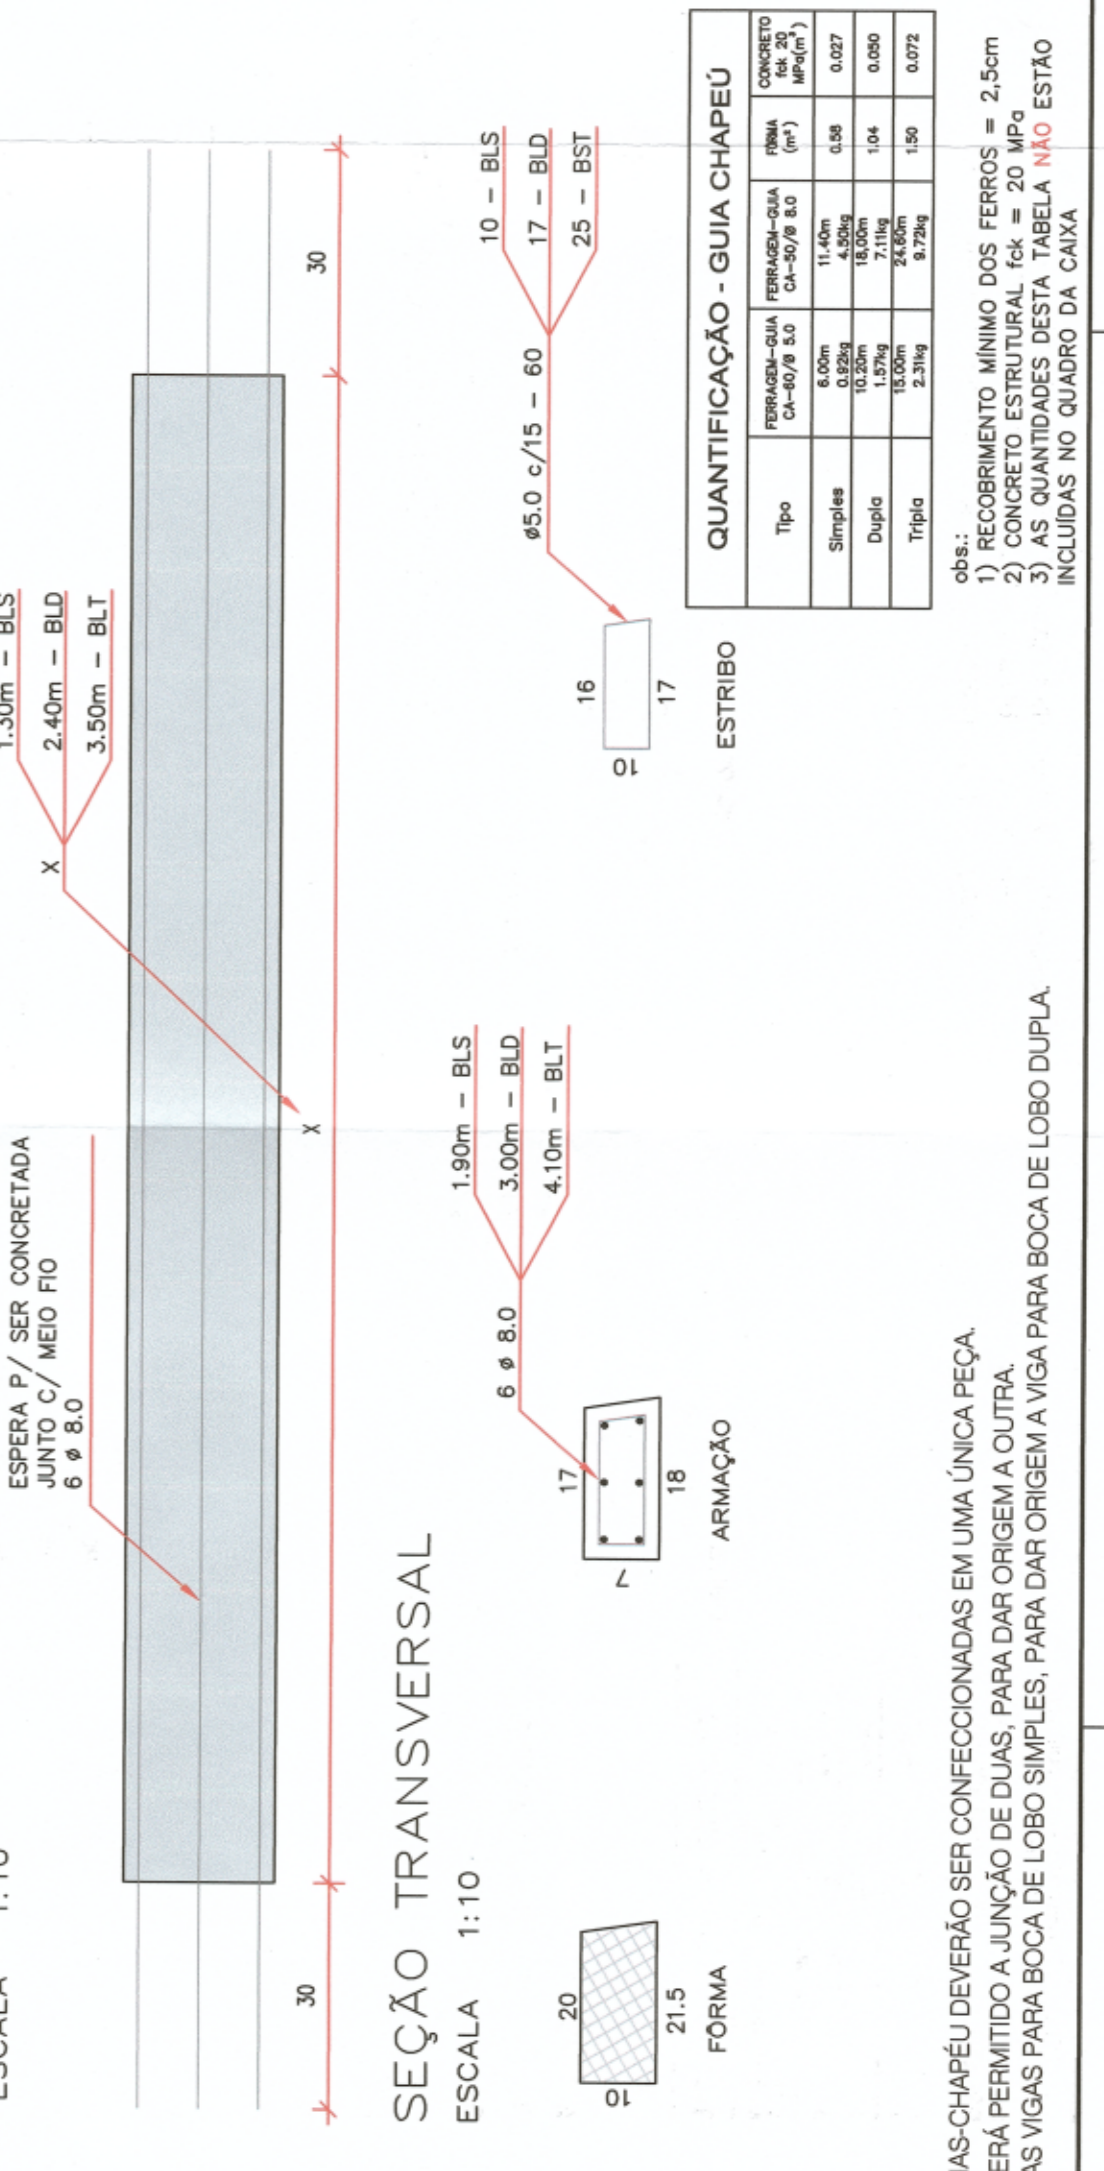 ESCALA 1:10
ESPERA P/ SER CONCRETADA
JUNTO C/ MEIO FIO
6 ø 8.0
1.30m - BLS
2.40m - BLD
3.50m - BLT
X
30
X
30
SEÇÃO TRANSVERSAL
ESCALA 1:10
20
10
21.5
FÔRMA
6 ø 8.0
1.90m - BLS
3.00m - BLD
4.10m - BLT
17
7
18
ARMAÇÃO
ø5.0 c/15 - 60
10 - BLS
17 - BLD
25 - BST
16
10
17
ESTRIBO
QUANTIFICAÇÃO - GUIA CHAPEÚ
Tipo
FERRAGEM-GUIA
CA-60/Ø 5.0
FERRAGEM-GUIA
CA-50/Ø 8.0
FORMA
(m²)
CONCRETO
fck 20
MPa(m³)
Simples
6.00m
0.92kg
11.40m
4.50kg
0.58
0.027
Dupla
10.20m
1.57kg
18,00m
7.11kg
1.04
0.050
Tripla
15.00m
2.31kg
24.60m
9.72kg
1.50
0.072
obs.:
1) RECOBRIMENTO MÍNIMO DOS FERROS = 2,5cm
2) CONCRETO ESTRUTURAL fck = 20 MPa
3) AS QUANTIDADES DESTA TABELA NÃO ESTÃO
INCLUÍDAS NO QUADRO DA CAIXA
AS-CHAPÉU DEVERÃO SER CONFECCIONADAS EM UMA ÚNICA PEÇA.
ERÁ PERMITIDO A JUNÇÃO DE DUAS, PARA DAR ORIGEM A OUTRA.
AS VIGAS PARA BOCA DE LOBO SIMPLES, PARA DAR ORIGEM A VIGA PARA BOCA DE LOBO DUPLA.